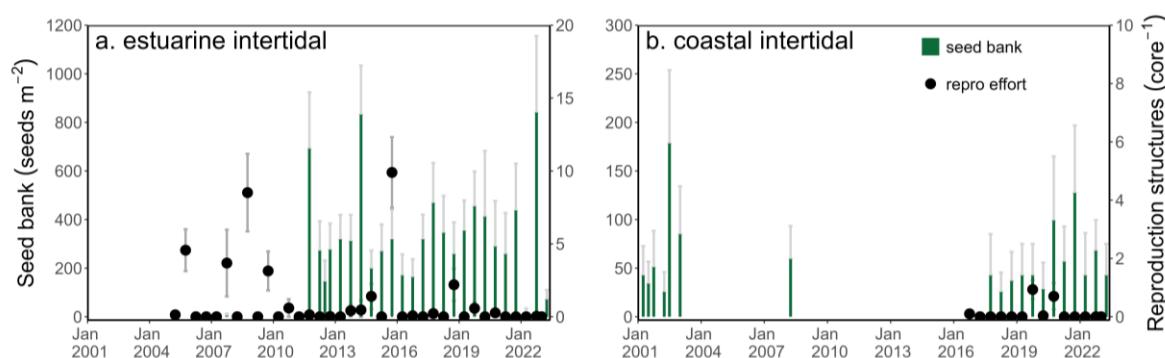 a. estuarine intertidal
Seed bank (seeds m⁻²)
1200
1000
800
600
400
200
0
20
15
10
5
0
Jan 2001
Jan 2004
Jan 2007
Jan 2010
Jan 2013
Jan 2016
Jan 2019
Jan 2022
b. coastal intertidal
seed bank
repro effort
300
250
200
150
100
50
0
10
8
6
4
2
0
Reproduction structures (core⁻¹)
Jan 2001
Jan 2004
Jan 2007
Jan 2010
Jan 2013
Jan 2016
Jan 2019
Jan 2022